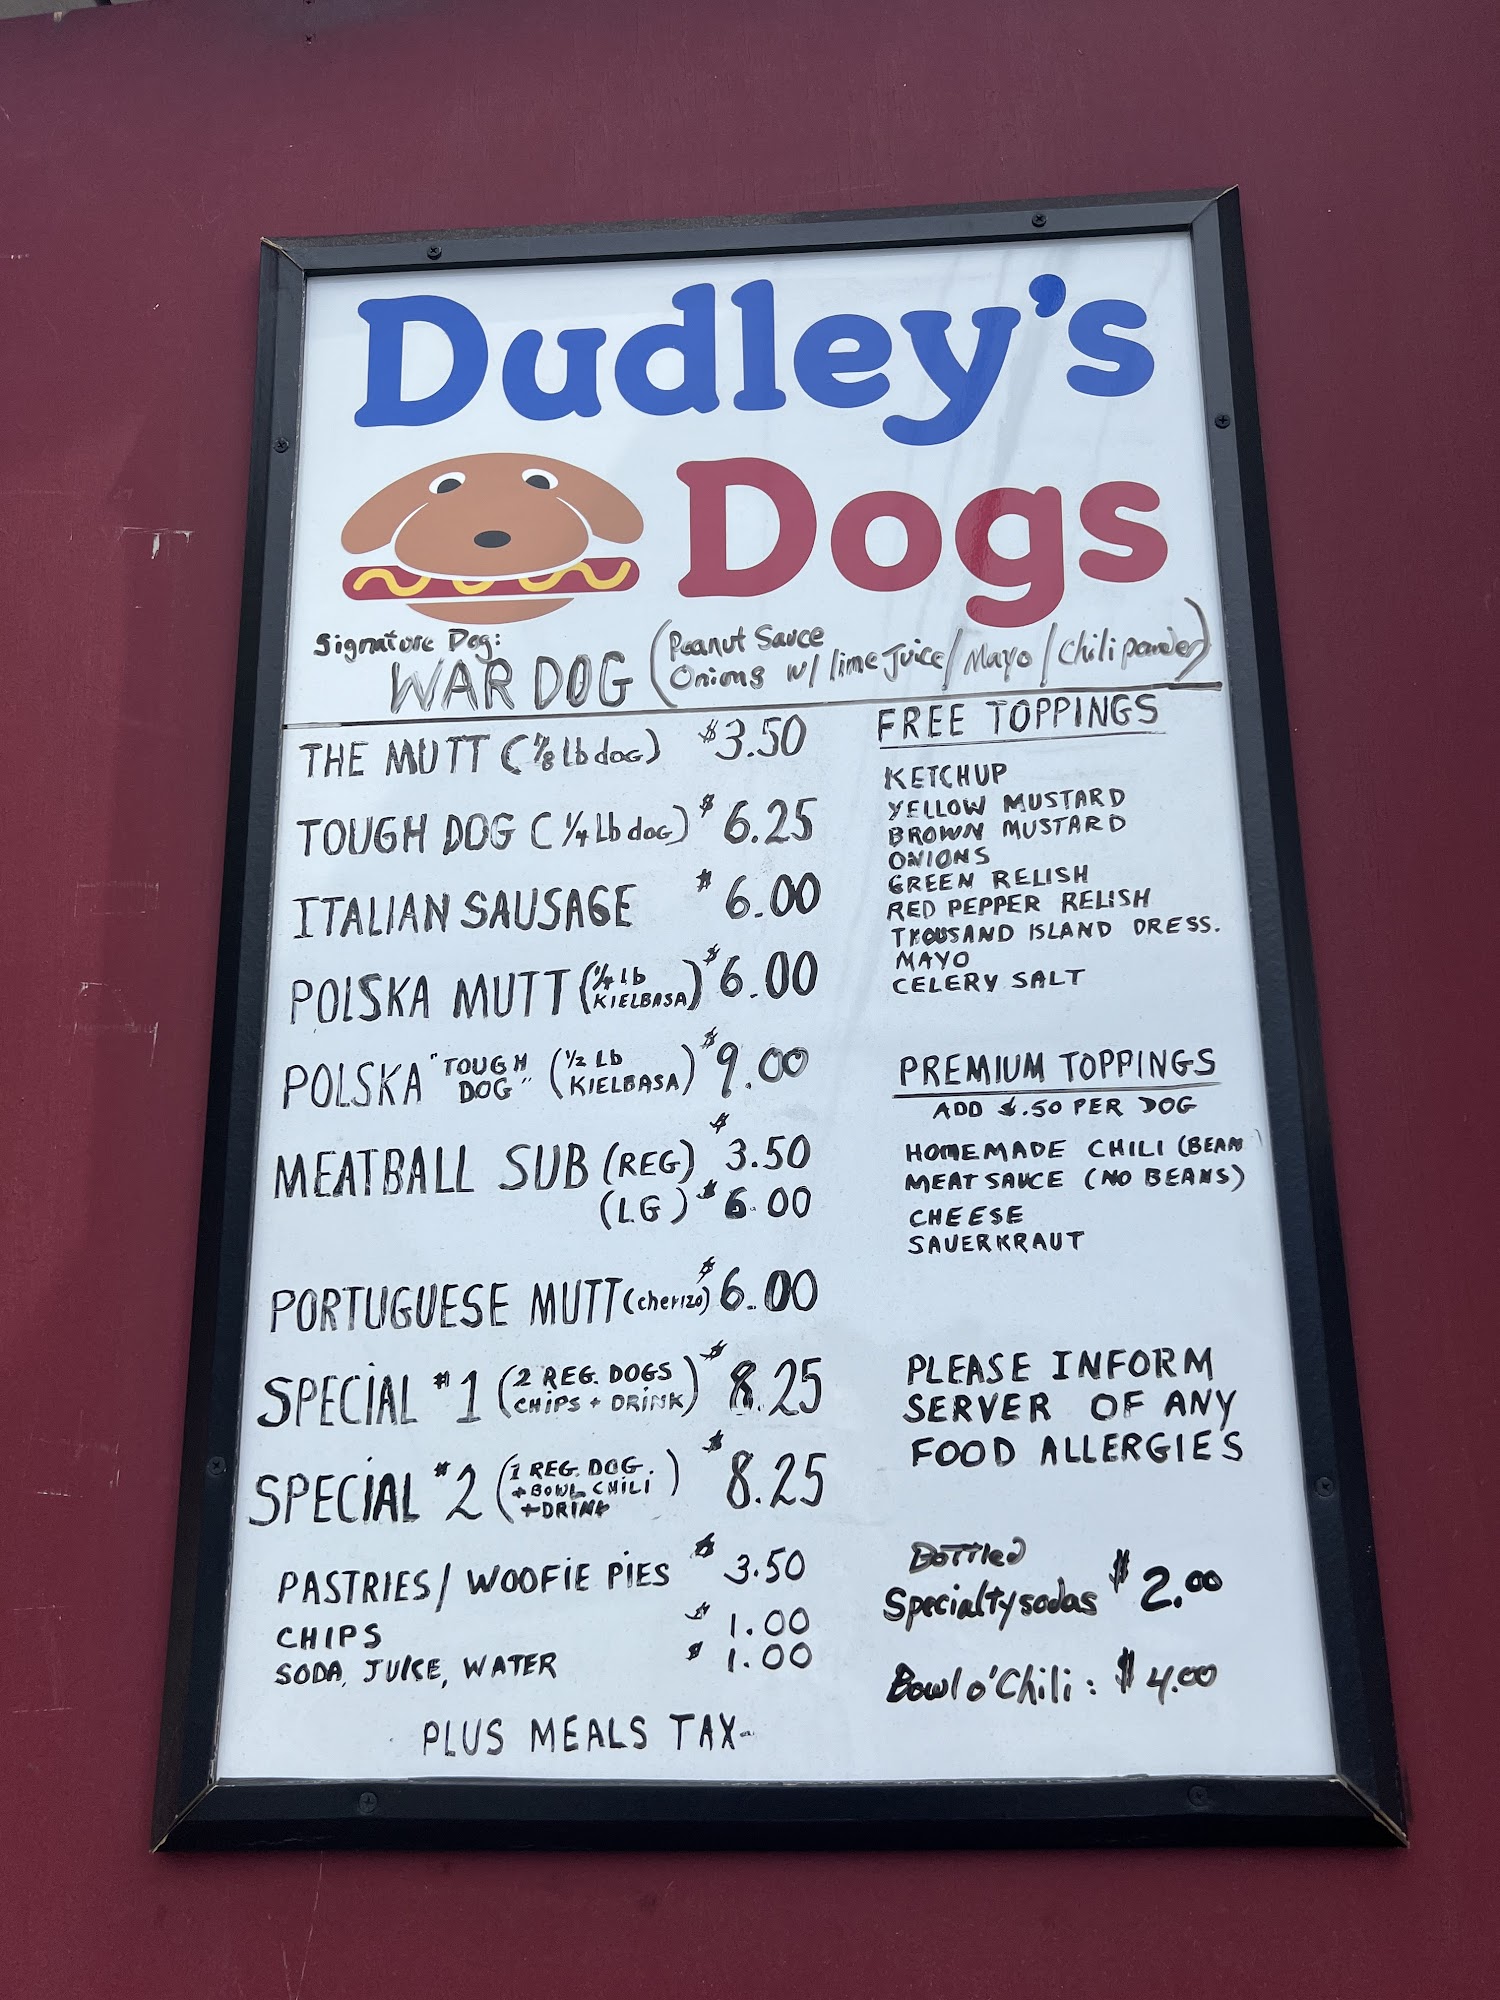 Dudley's
Dogs
Signature Dog:
WAR DOG (Peanut Sauce
Onions w/ lime Juice/Mayo/Chili powder)
THE MUTT (⅛ lb dog) $3.50
TOUGH DOG (¼ Lb dog) $6.25
ITALIAN SAUSAGE $6.00
POLSKA MUTT (¼ lb
KIELBASA) $6.00
POLSKA "TOUGH
DOG" (½ Lb
KIELBASA) $9.00
MEATBALL SUB (REG) $3.50
(LG) $6.00
PORTUGUESE MUTT (cherizo) $6.00
SPECIAL #1 (2 REG. DOGS
CHIPS + DRINK) $8.25
SPECIAL #2 (1 REG. DOG.
+BOWL CHILI
+DRINK) $8.25
PASTRIES/WOOFiE PIES $3.50
CHIPS $1.00
SODA, JUICE, WATER $1.00
PLUS MEALS TAX-
FREE TOPPINGS
KETCHUP
YELLOW MUSTARD
BROWN MUSTARD
ONIONS
GREEN RELISH
RED PEPPER RELISH
THOUSAND ISLAND DRESS.
MAYO
CELERY SALT
PREMIUM TOPPINGS
ADD $.50 PER DOG
HOMEMADE CHILI (BEAN)
MEAT SAUCE (NO BEANS)
CHEESE
SAUERKRAUT
PLEASE INFORM
SERVER OF ANY
FOOD ALLERGIES
Bottled
Specialty sodas $2.00
Bowl o'Chili: $4.00